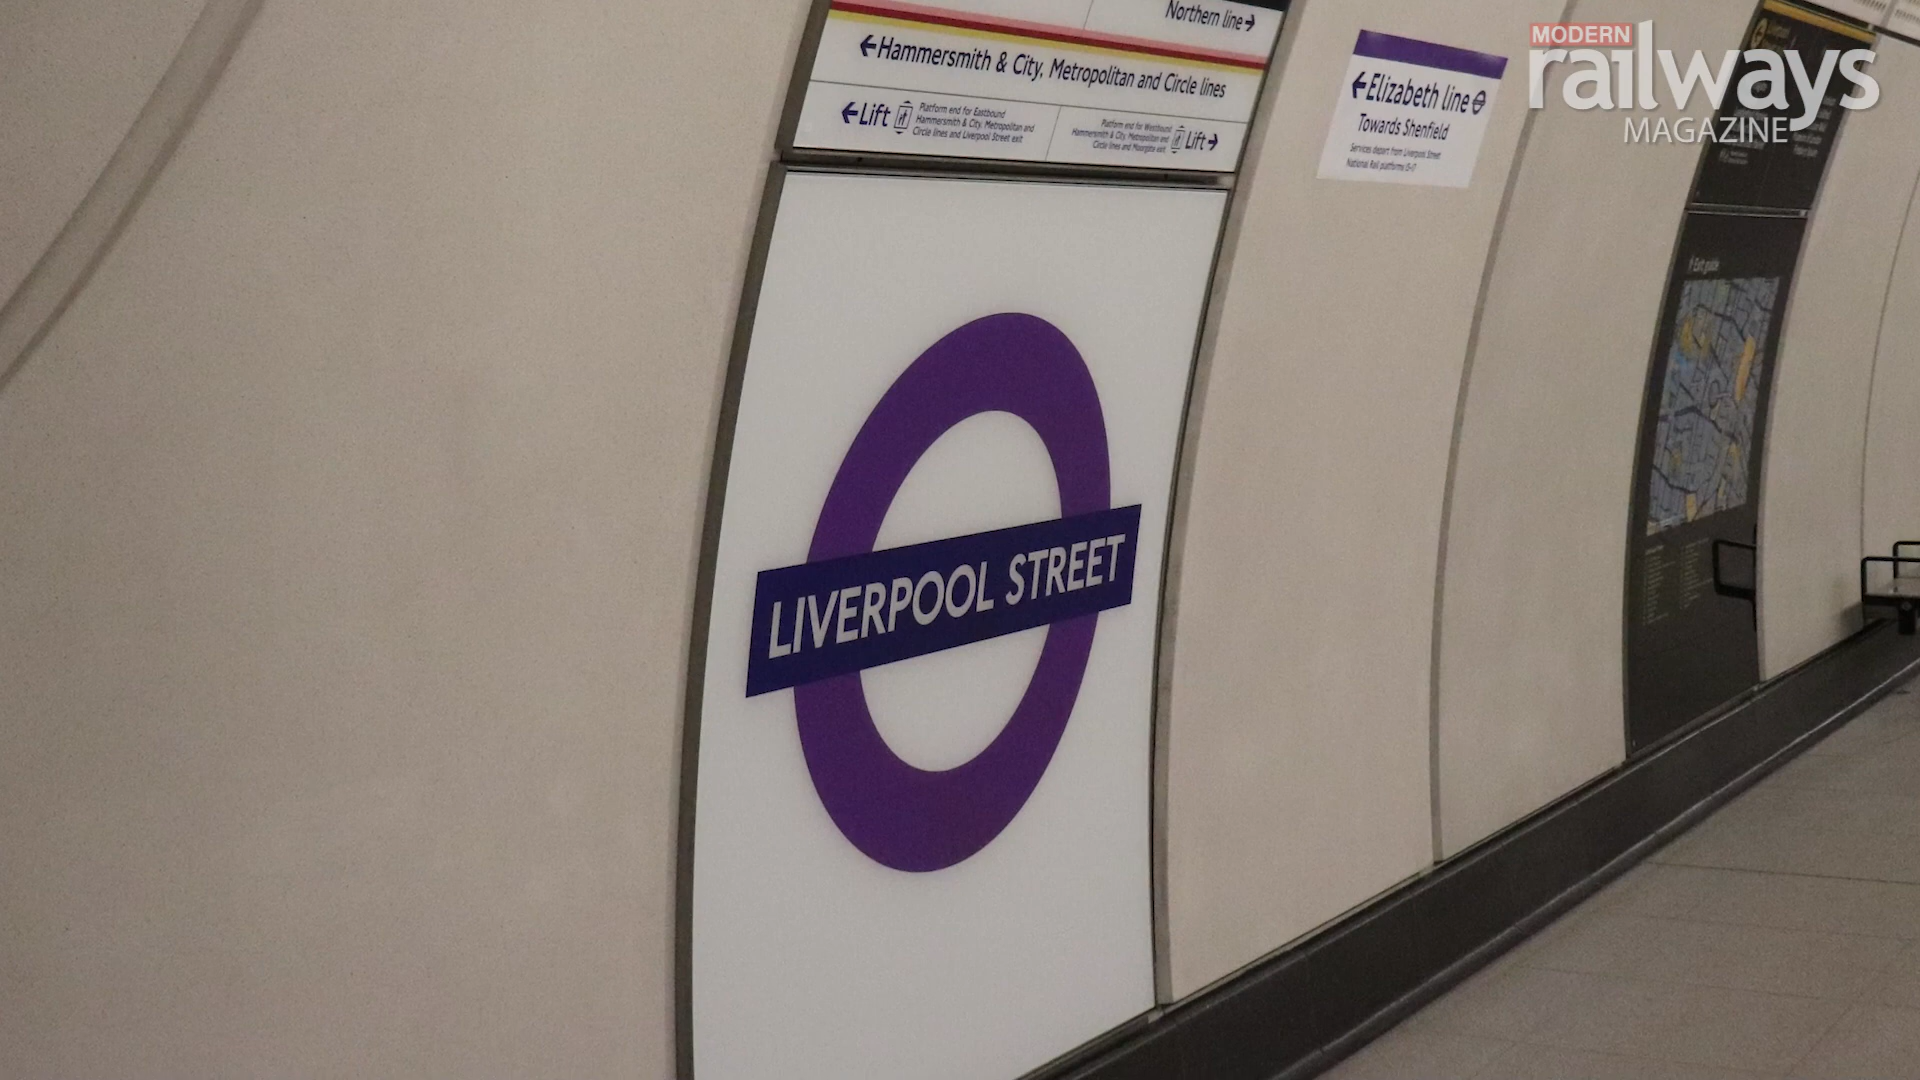 Northern line→
←Hammersmith & City, Metropolitan and Circle lines
←Lift
Platform end for Eastbound
Hammersmith & City, Metropolitan and
Circle lines and Liverpool Street exit
Platform end for Westbound
Hammersmith & City, Metropolitan and
Circle lines and Moorgate exit
Lift→
←Elizabeth line
Towards Shenfield
Services depart from Liverpool Street
National Rail platforms 15-17
MODERN
railways
MAGAZINE
Exit guide
LIVERPOOL STREET